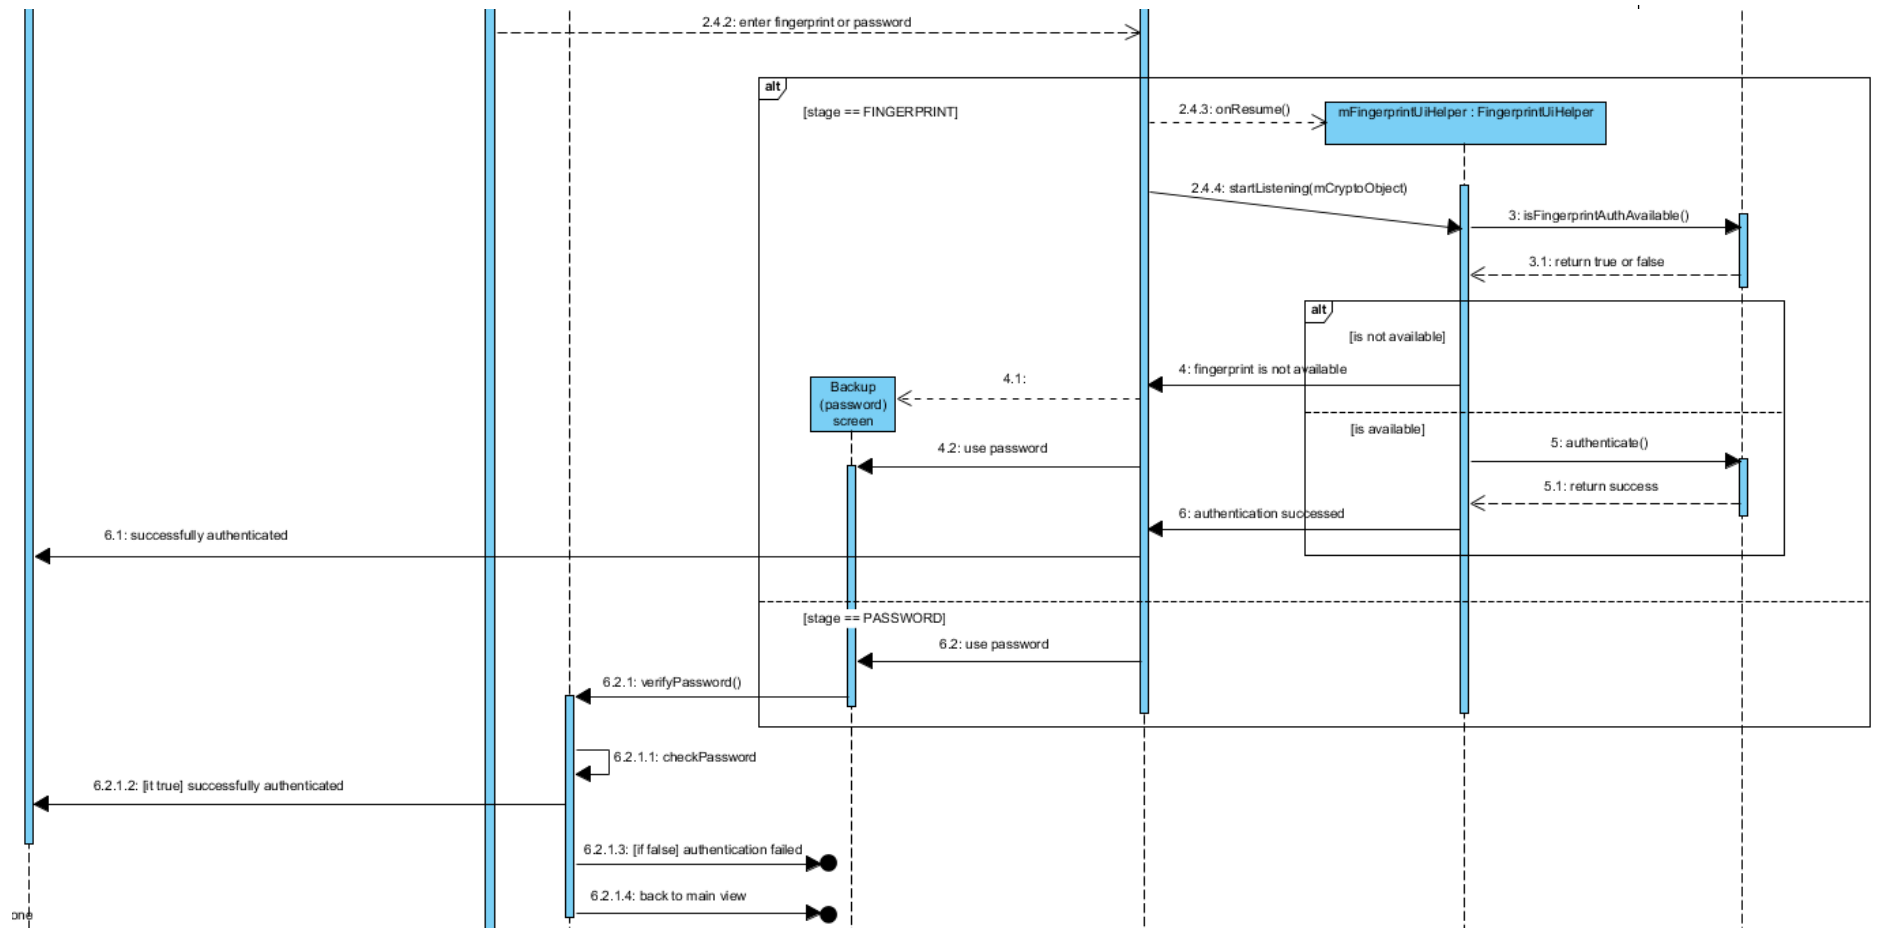 2.4.2: enter fingerprint or password
alt
[stage == FINGERPRINT]
2.4.3: onResume()
mFingerprintUiHelper : FingerprintUiHelper
2.4.4: startListening(mCryptoObject)
3: isFingerprintAuthAvailable()
3.1: return true or false
alt
[is not available]
4: fingerprint is not available
4.1:
Backup
(password)
screen
[is available]
5: authenticate()
4.2: use password
5.1: return success
6: authentication successed
6.1: successfully authenticated
[stage == PASSWORD]
6.2: use password
6.2.1: verifyPassword()
6.2.1.1: checkPassword
6.2.1.2: [it true] successfully authenticated
6.2.1.3: [if false] authentication failed
6.2.1.4: back to main view
one